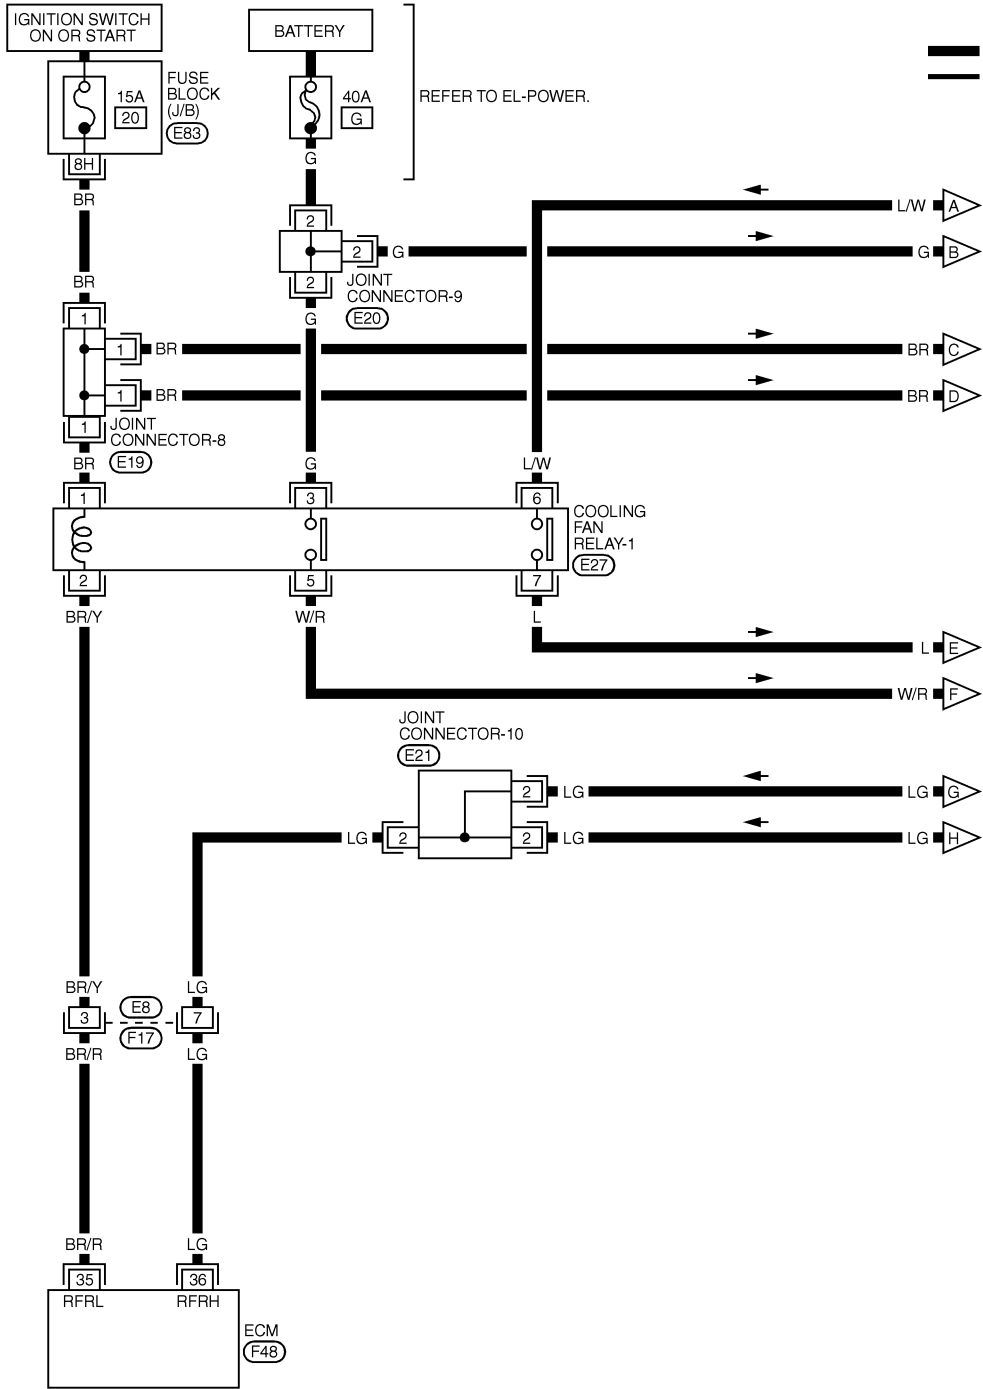 IGNITION SWITCH
ON OR START
BATTERY
FUSE
BLOCK
(J/B)
E83
15A
20
40A
G
REFER TO EL-POWER.
8H
G
BR
2
L/W
A
2
G
G
B
BR
2
JOINT
CONNECTOR-9
E20
1
G
1
BR
BR
C
1
BR
BR
D
1
JOINT
CONNECTOR-8
E19
BR
G
L/W
1
3
6
COOLING
FAN
RELAY-1
E27
2
5
7
BR/Y
W/R
L
L
E
W/R
F
JOINT
CONNECTOR-10
E21
2
LG
LG
G
LG
2
2
LG
LG
H
BR/Y
LG
3
E8
F17
7
BR/R
LG
BR/R
LG
35
36
RFRL
RFRH
ECM
F48